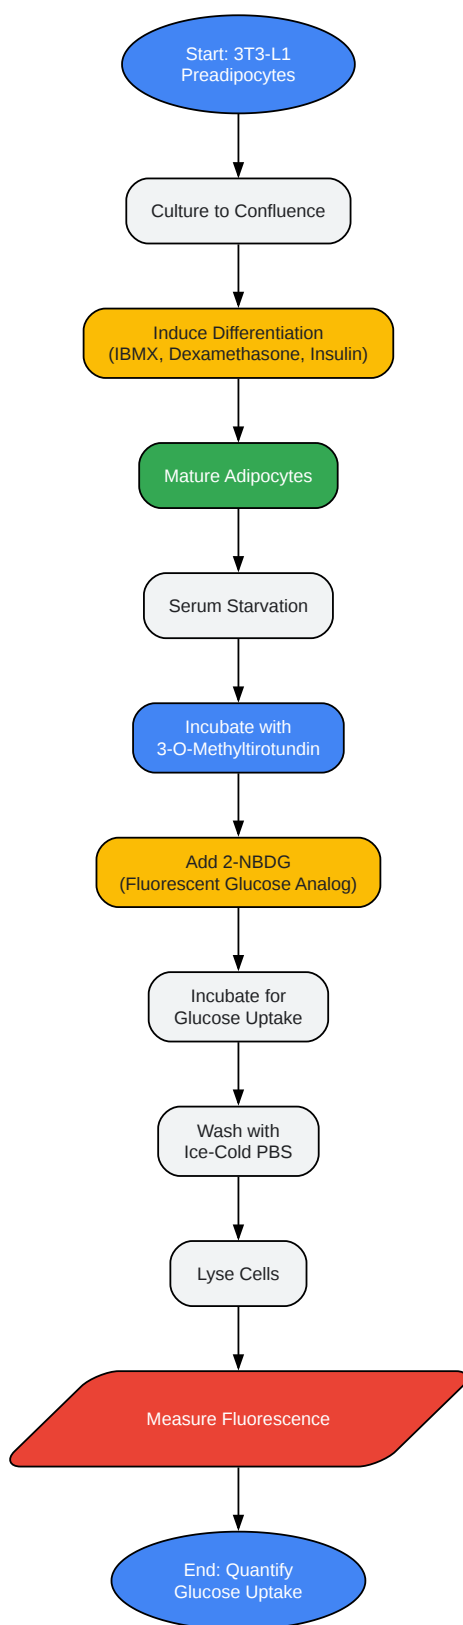 Start: 3T3-L1
Preadipocytes
Culture to Confluence
Induce Differentiation
(IBMX, Dexamethasone, Insulin)
Mature Adipocytes
Serum Starvation
Incubate with
3-O-Methyltirotundin
Add 2-NBDG
(Fluorescent Glucose Analog)
Incubate for
Glucose Uptake
Wash with
Ice-Cold PBS
Lyse Cells
Measure Fluorescence
End: Quantify
Glucose Uptake